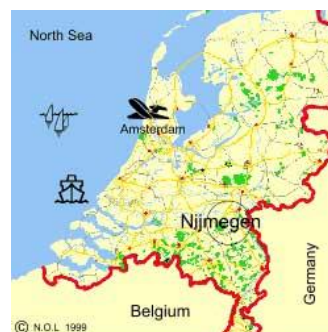 North Sea
Amsterdam
Nijmegen
Germany
Belgium
© N.O.L 1999